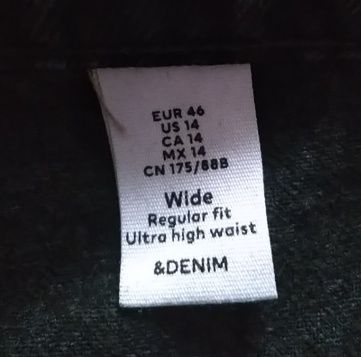 EUR 46
US 14
CA 14
MX 14
CN 175/88B
Wide
Regular fit
Ultra high waist
&DENIM